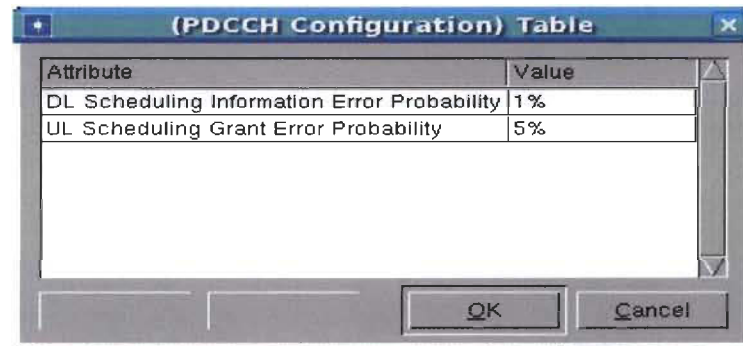 (PDCCH Configuration) Table
Attribute Value
DL Scheduling Information Error Probability 1%
UL Scheduling Grant Error Probability 5%
OK Cancel